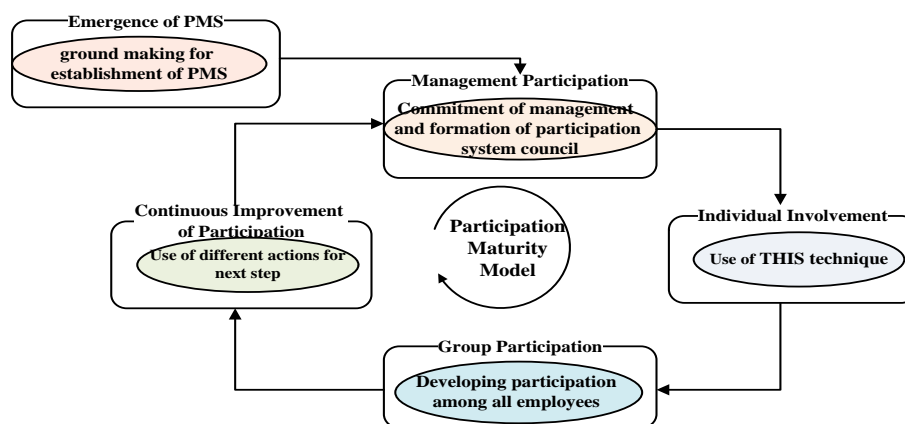 Emergence of PMS
ground making for
establishment of PMS
Management Participation
Commitment of management
and formation of participation
system council
Individual Involvement
Use of THIS technique
Group Participation
Developing participation
among all employees
Continuous Improvement
of Participation
Use of different actions for
next step
Participation
Maturity
Model